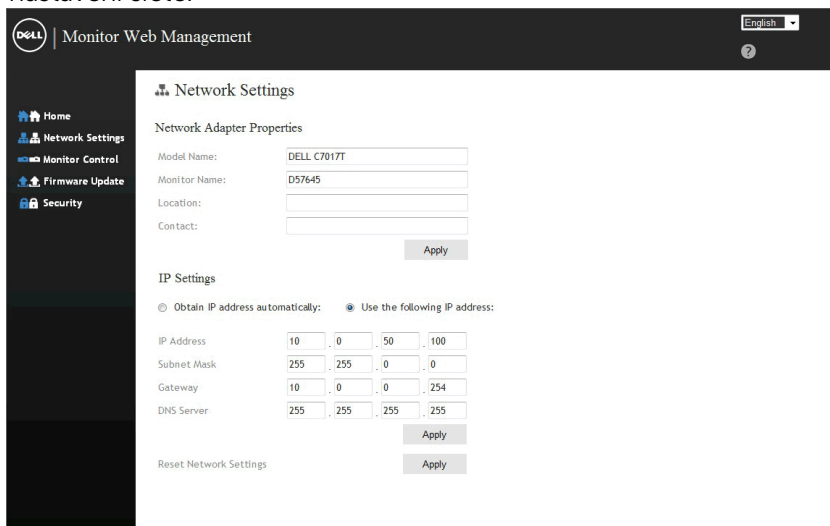 DELL | Monitor Web Management
English
?
Network Settings
Home
Network Settings
Monitor Control
Firmware Update
Security
Network Adapter Properties
Model Name: DELL C7017T
Monitor Name: D57645
Location:
Contact:
Apply
IP Settings
Obtain IP address automatically: Use the following IP address:
IP Address 10 . 0 . 50 . 100
Subnet Mask 255 . 255 . 0 . 0
Gateway 10 . 0 . 0 . 254
DNS Server 255 . 255 . 255 . 255
Apply
Reset Network Settings Apply